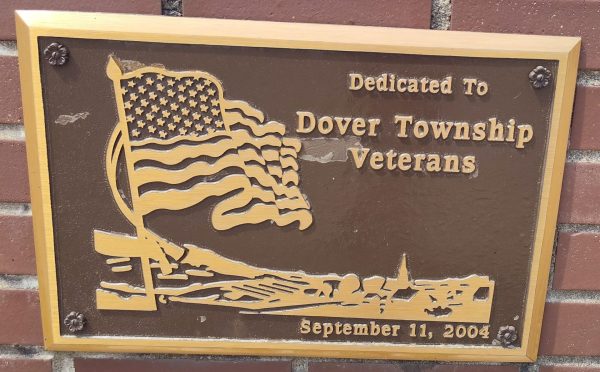 Dedicated To
Dover Township
Veterans
September 11, 2004